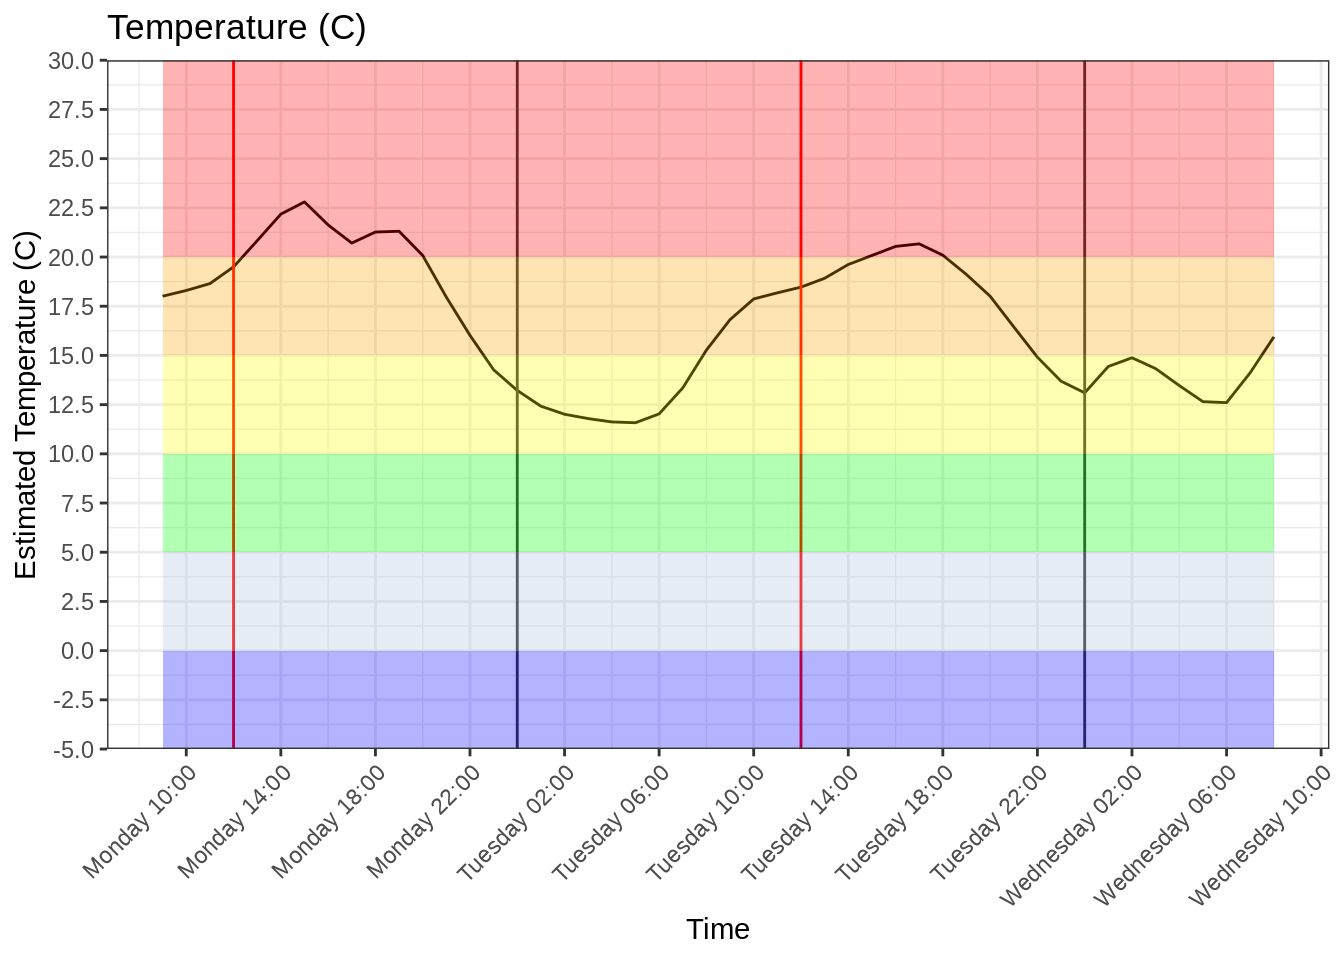 Temperature (C)
Estimated Temperature (C)
30.0
27.5
25.0
22.5
20.0
17.5
15.0
12.5
10.0
7.5
5.0
2.5
0.0
-2.5
-5.0
Monday 10:00
Monday 14:00
Monday 18:00
Monday 22:00
Tuesday 02:00
Tuesday 06:00
Tuesday 10:00
Tuesday 14:00
Tuesday 18:00
Tuesday 22:00
Wednesday 02:00
Wednesday 06:00
Wednesday 10:00
Time